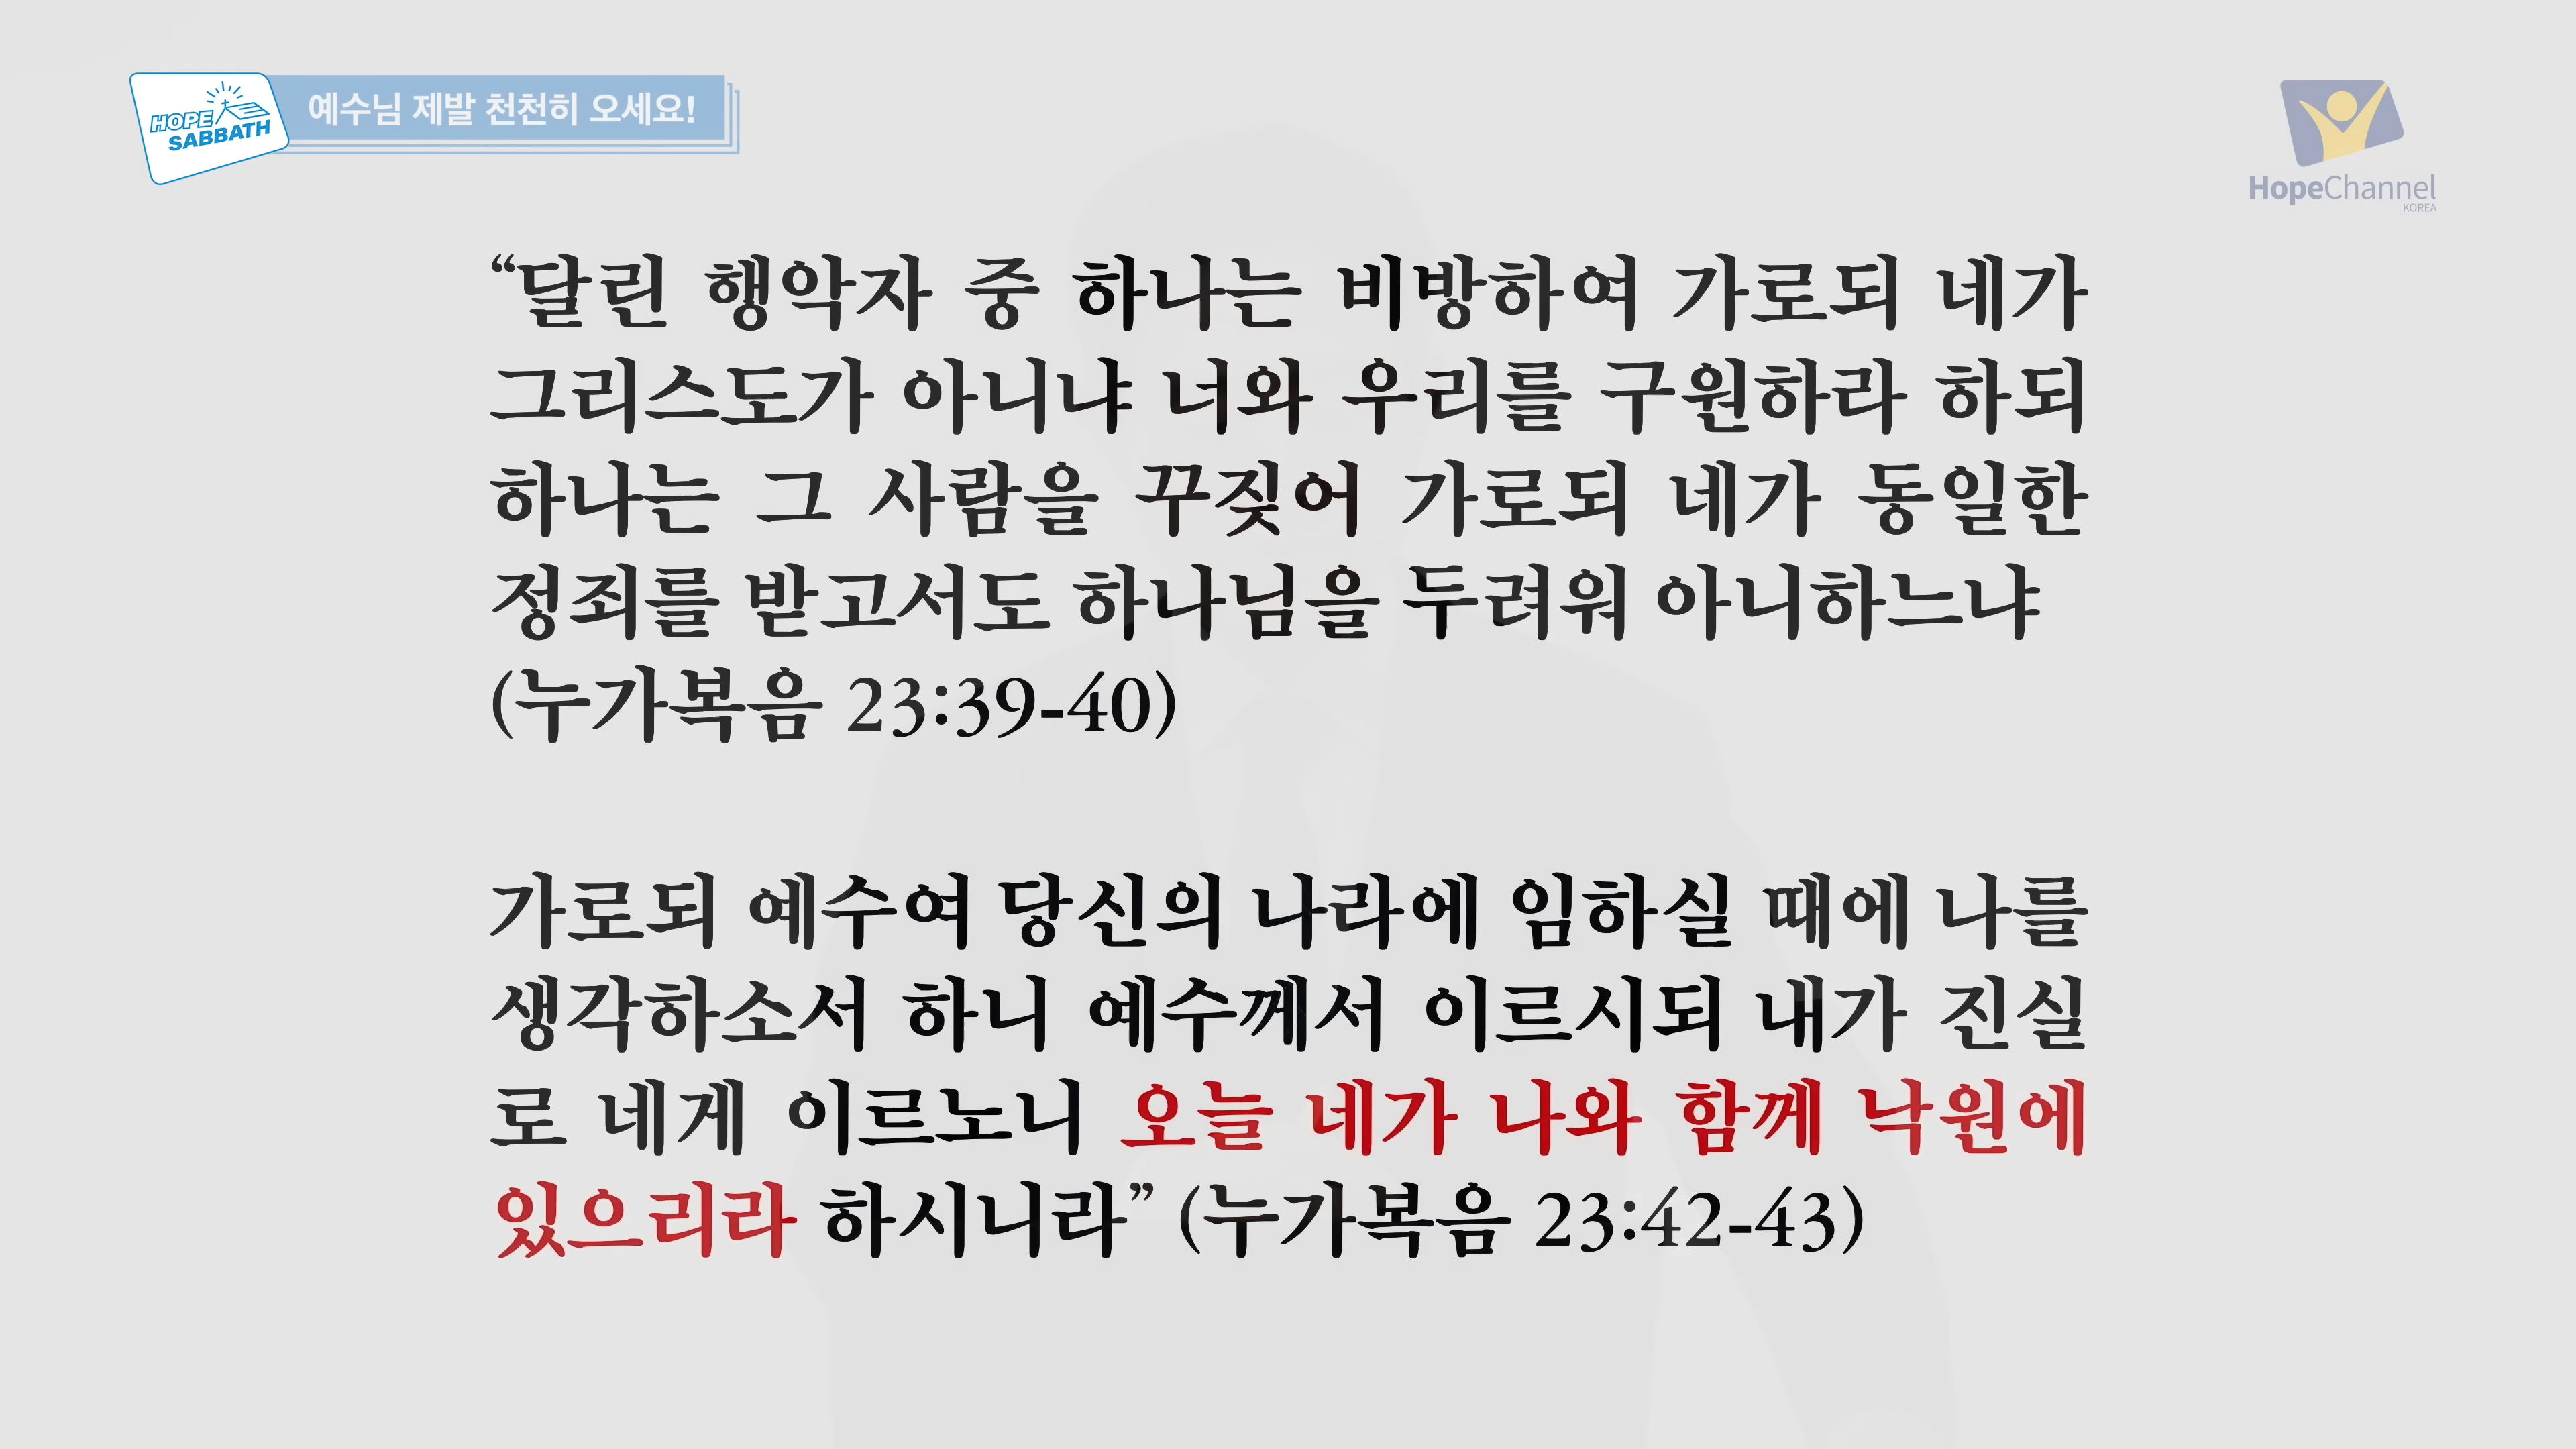 HOPE
SABBATH
예수님 제발 천천히 오세요!
HopeChannel
KOREA
“달린 행악자 중 하나는 비방하여 가로되 네가
그리스도가 아니냐 너와 우리를 구원하라 하되
하나는 그 사람을 꾸짖어 가로되 네가 동일한
정죄를 받고서도 하나님을 두려워 아니하느냐
(누가복음 23:39-40)
가로되 예수여 당신의 나라에 임하실 때에 나를
생각하소서 하니 예수께서 이르시되 내가 진실
로 네게 이르노니 오늘 네가 나와 함께 낙원에
있으리라 하시니라” (누가복음 23:42-43)